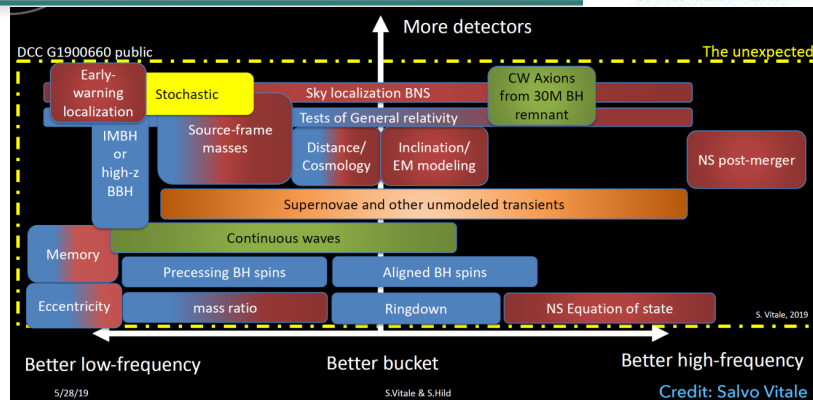 More detectors
DCC G1900660 public
The unexpected
Early-
warning
localization
Stochastic
Sky localization BNS
CW Axions
from 30M BH
remnant
Tests of General relativity
IMBH
or
high-z
BBH
Source-frame
masses
Distance/
Cosmology
Inclination/
EM modeling
NS post-merger
Supernovae and other unmodeled transients
Continuous waves
Memory
Precessing BH spins
Aligned BH spins
Eccentricity
mass ratio
Ringdown
NS Equation of state
S. Vitale, 2019
Better low-frequency
Better bucket
Better high-frequency
5/28/19
S.Vitale & S.Hild
Credit: Salvo Vitale